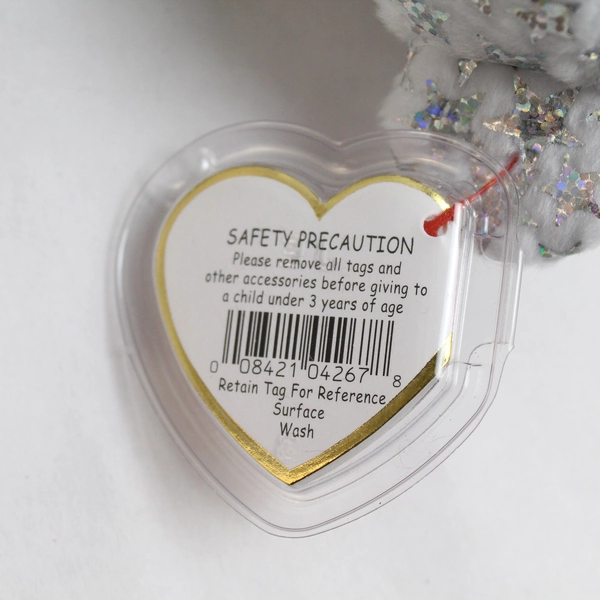 SAFETY PRECAUTION
Please remove all tags and
other accessories before giving to
a child under 3 years of age
0 08421 04267 8
Retain Tag For Reference
Surface
Wash